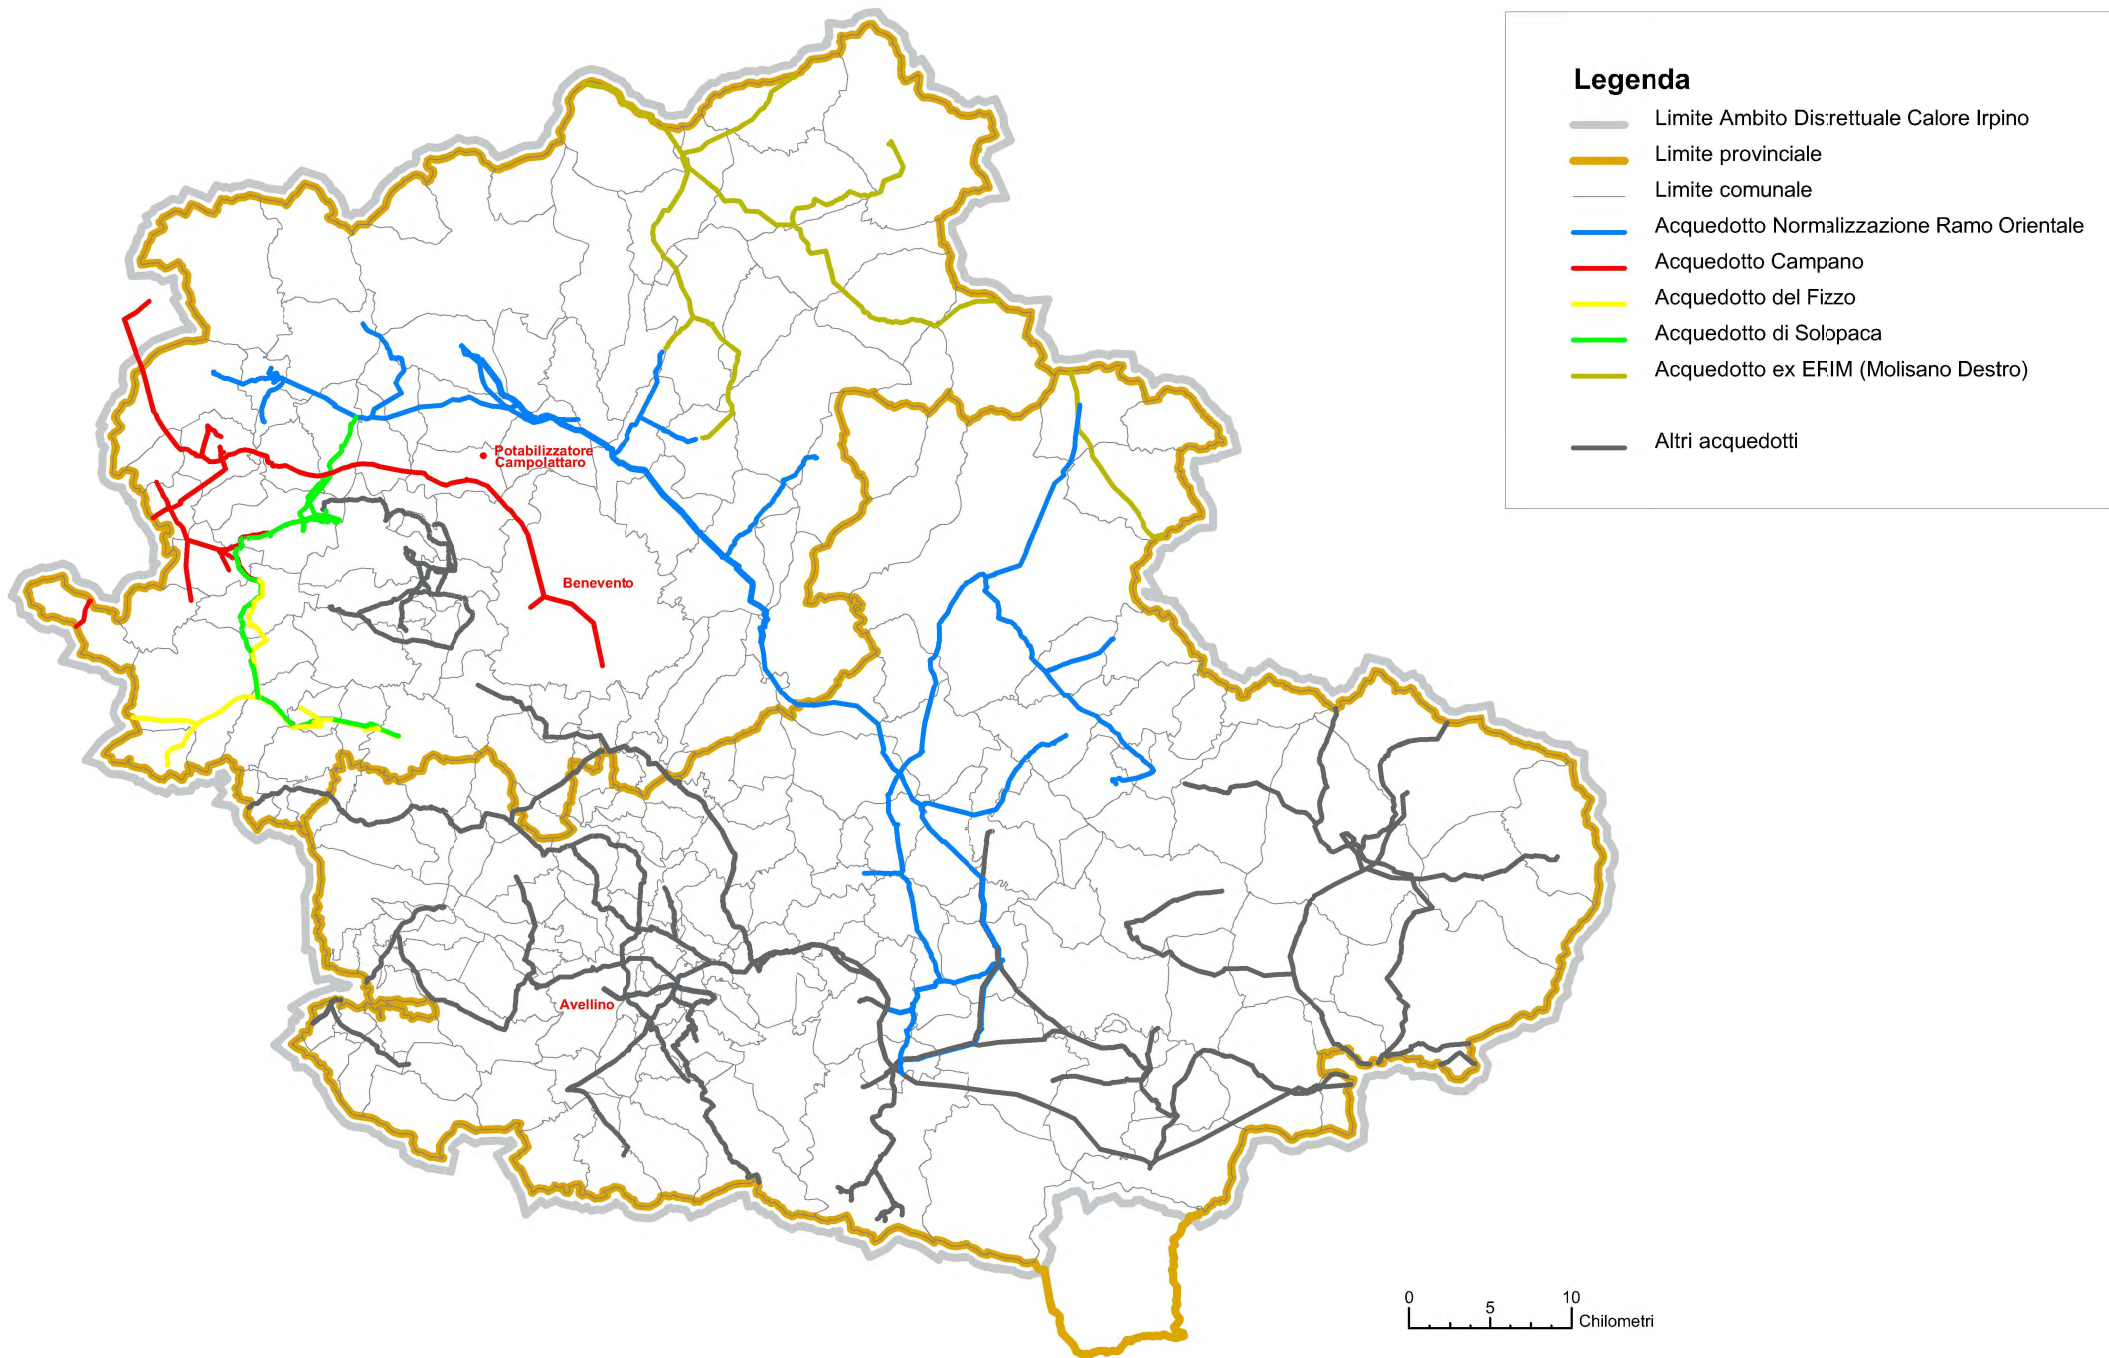 Legenda
Limite Ambito Distrettuale Calore Irpino
Limite provinciale
Limite comunale
Acquedotto Normalizzazione Ramo Orientale
Acquedotto Campano
Acquedotto del Fizzo
Acquedotto di Solopaca
Acquedotto ex ERIM (Molisano Destro)
Altri acquedotti
Potabilizzatore
Campolattaro
Benevento
Avellino
0
5
10
Chilometri